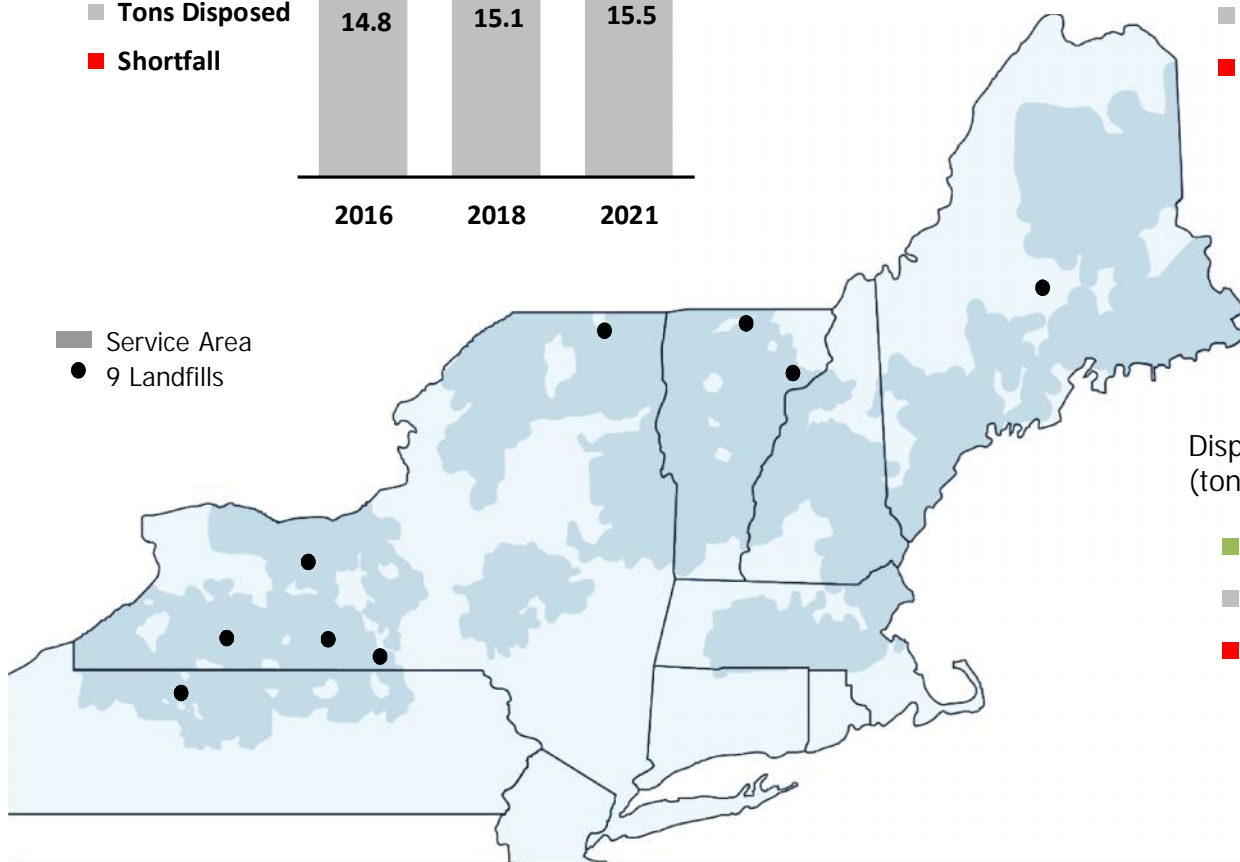 Tons Disposed
Shortfall
14.8 15.1 15.5
2016 2018 2021
Service Area
9 Landfills